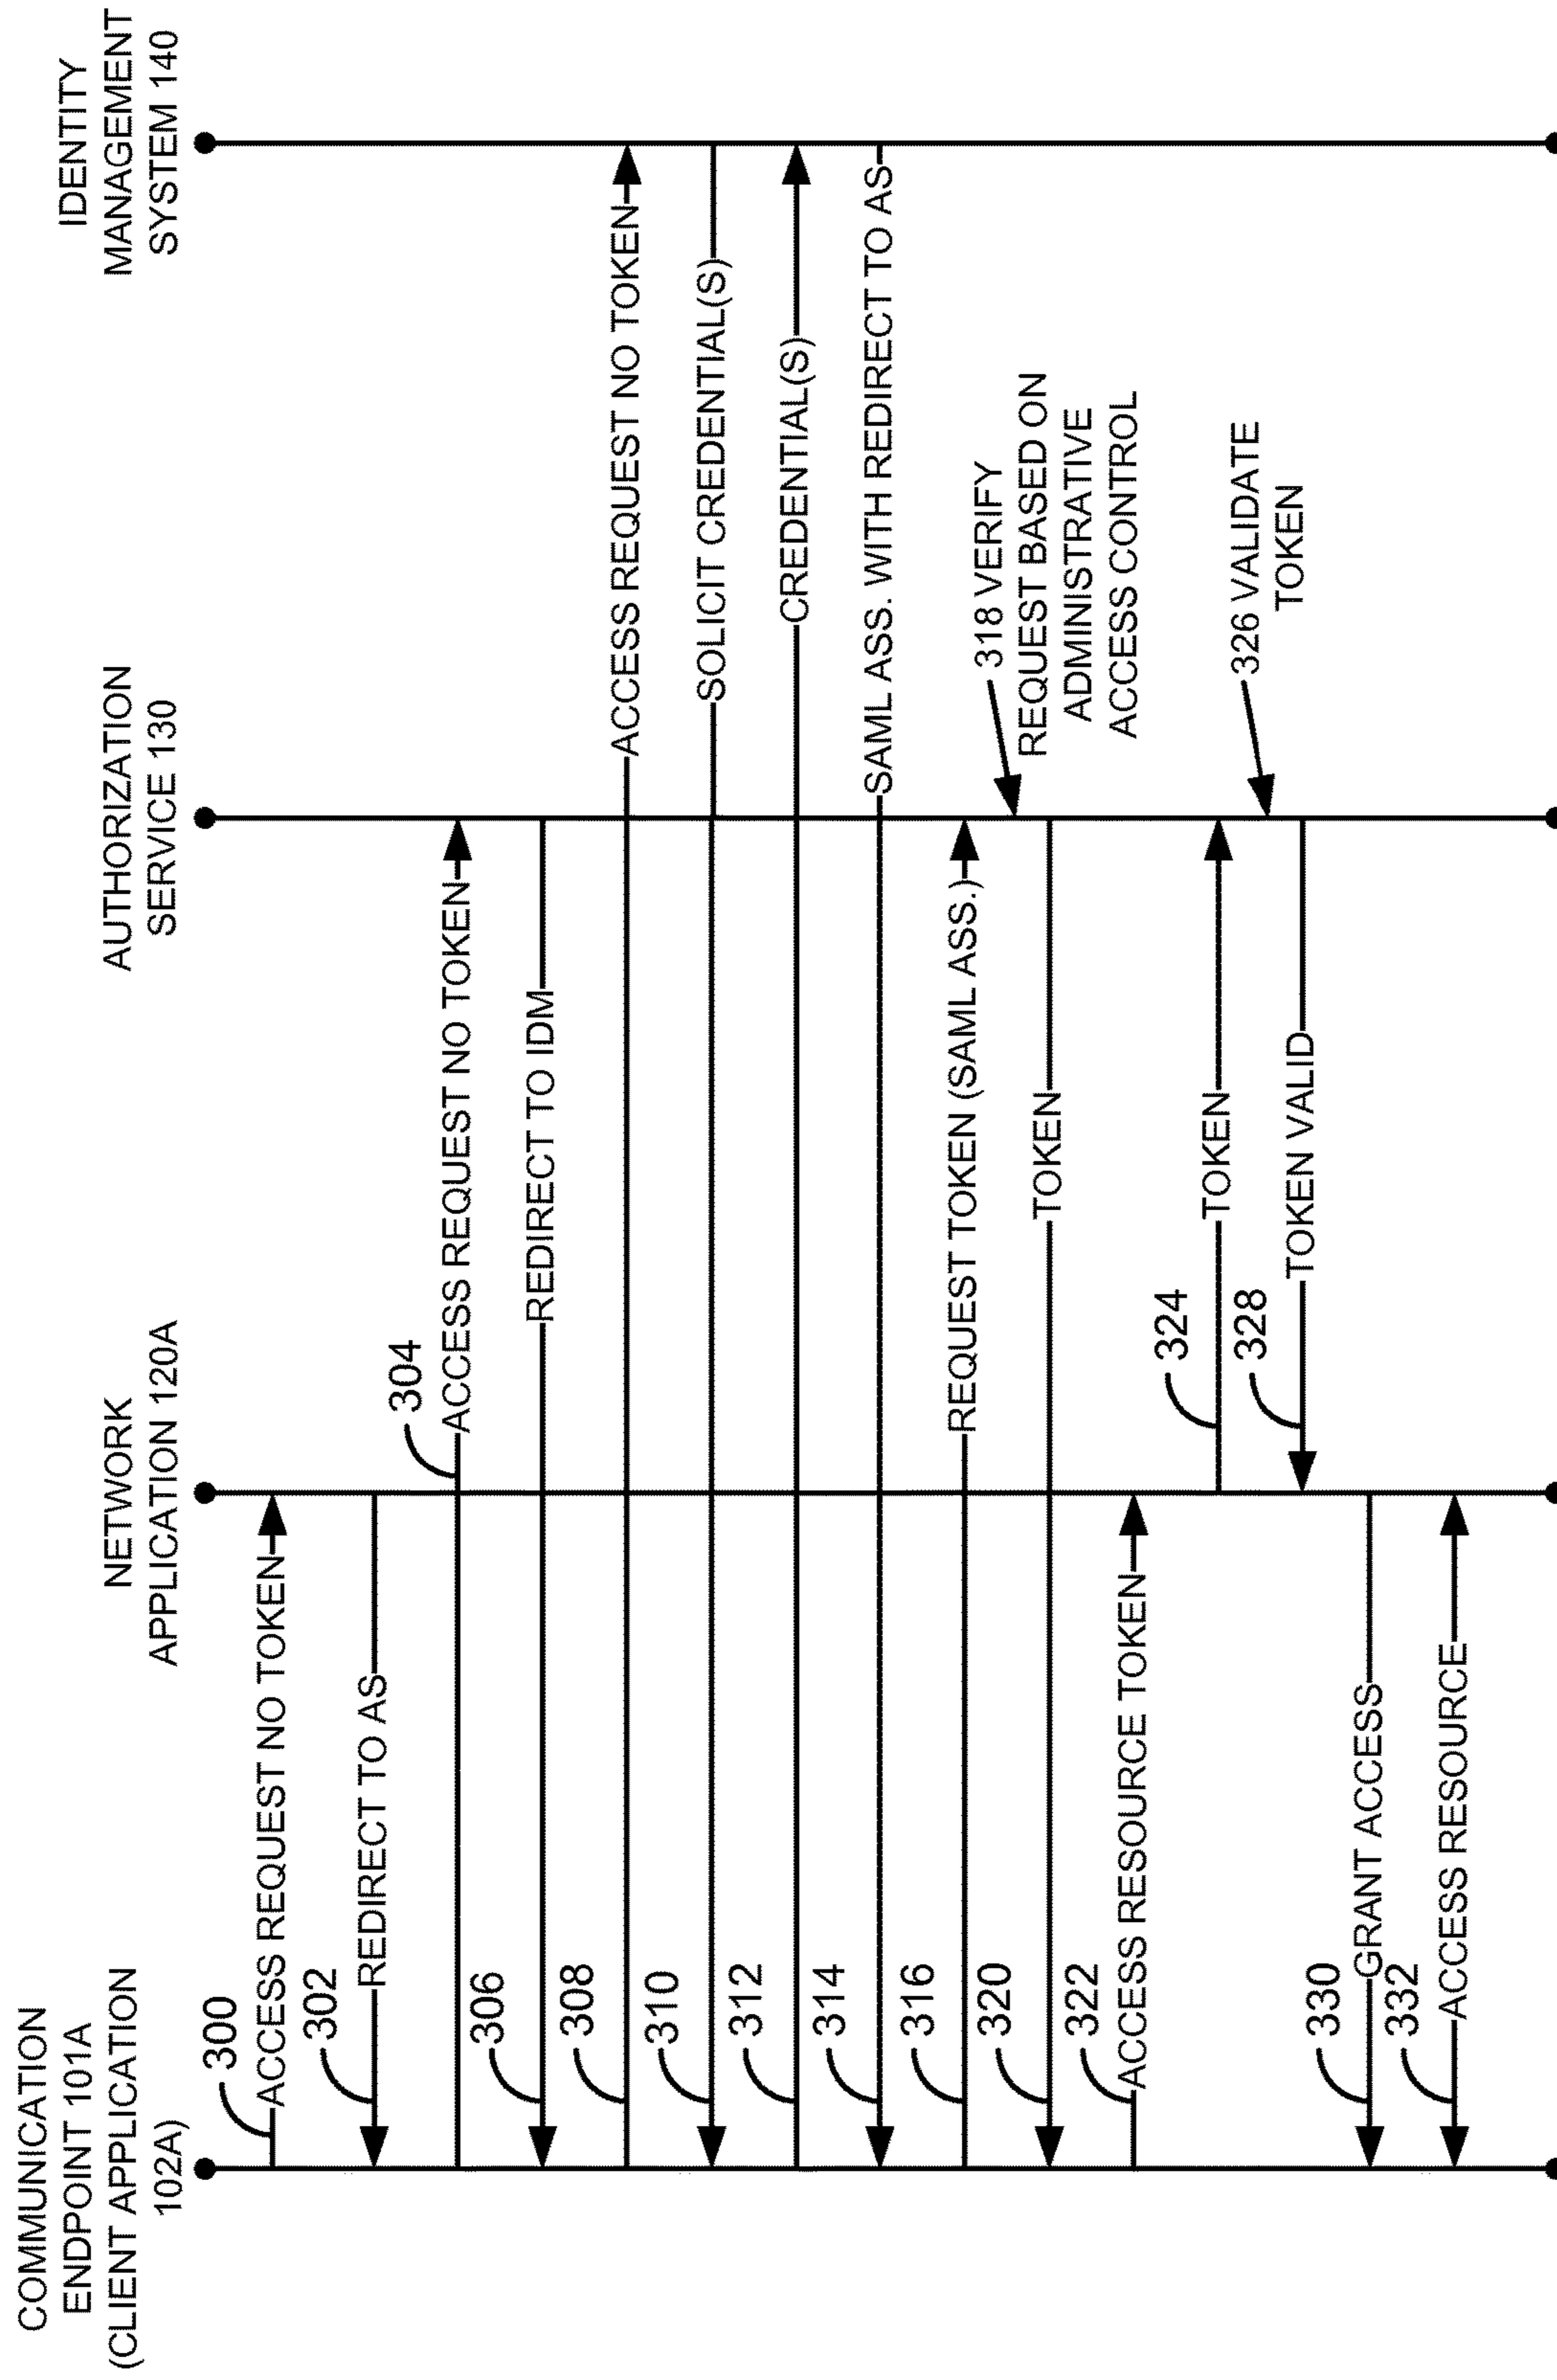 COMMUNICATION
ENDPOINT 101A
(CLIENT APPLICATION
102A)
NETWORK
APPLICATION 120A
AUTHORIZATION
SERVICE 130
IDENTITY
MANAGEMENT
SYSTEM 140
300
ACCESS REQUEST NO TOKEN
302
REDIRECT TO AS
304
ACCESS REQUEST NO TOKEN
306
REDIRECT TO IDM
308
ACCESS REQUEST NO TOKEN
310
SOLICIT CREDENTIAL(S)
312
CREDENTIAL(S)
314
SAML ASS. WITH REDIRECT TO AS
316
REQUEST TOKEN (SAML ASS.)
318 VERIFY
REQUEST BASED ON
ADMINISTRATIVE
ACCESS CONTROL
320
TOKEN
322
ACCESS RESOURCE TOKEN
324
TOKEN
326 VALIDATE
TOKEN
328
TOKEN VALID
330
GRANT ACCESS
332
ACCESS RESOURCE